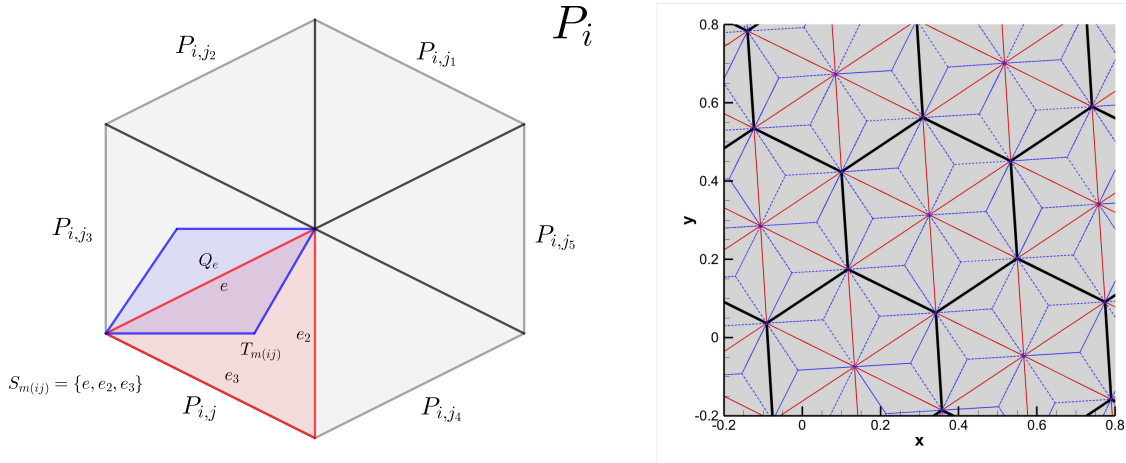 P_i
P_{i,j_2}
P_{i,j_1}
P_{i,j_3}
P_{i,j_5}
Q_e
e
e_2
T_{m(ij)}
e_3
S_{m(ij)} = {e, e_2, e_3}
P_{i,j}
P_{i,j_4}
y
0.8
0.6
0.4
0.2
0
-0.2
-0.2
0
0.2
0.4
0.6
0.8
x